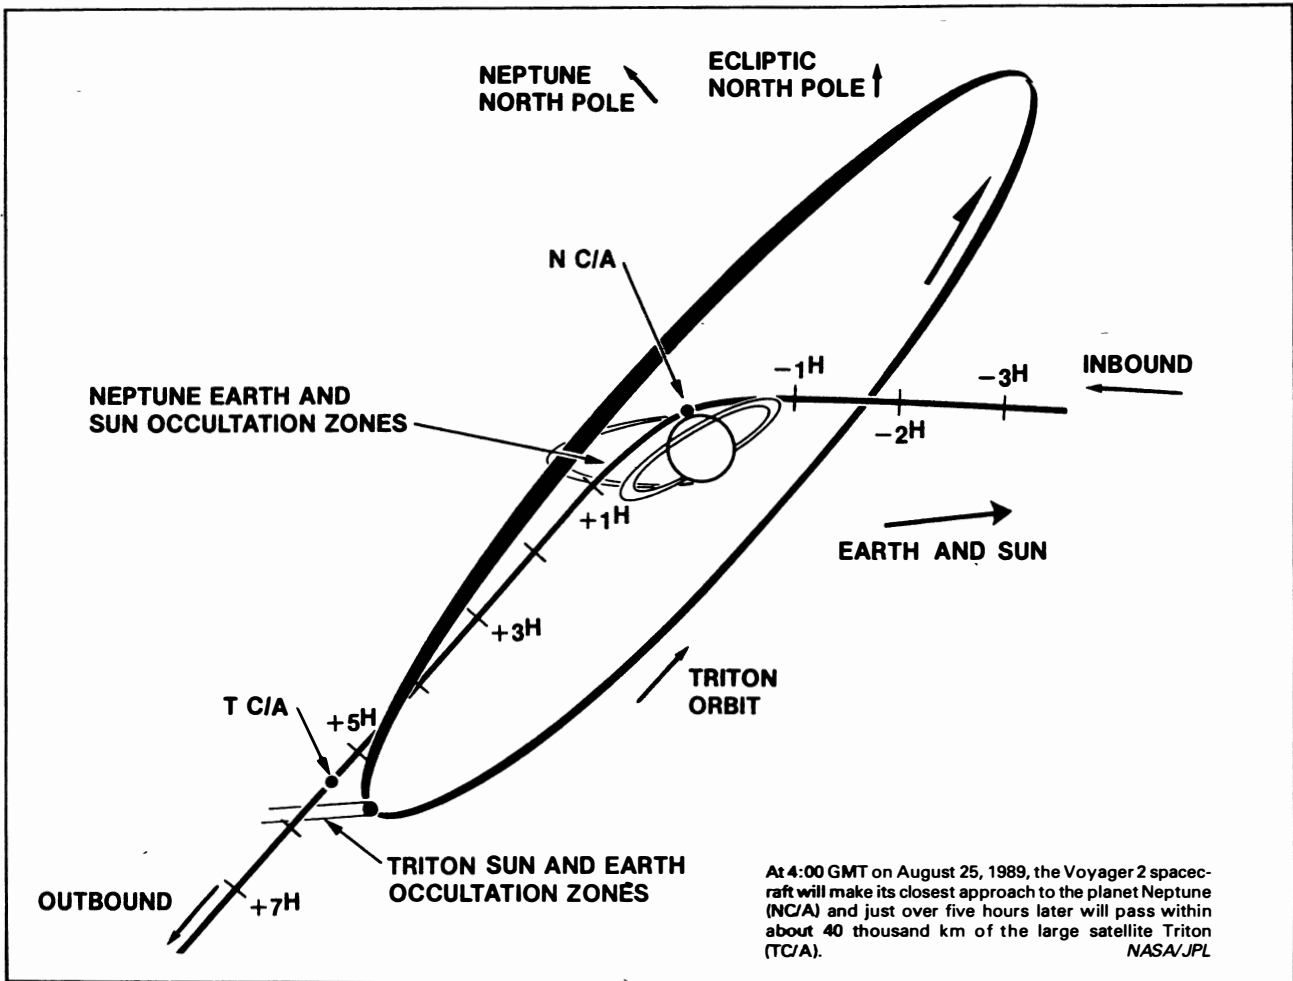 NEPTUNE
NORTH POLE
ECLIPTIC
NORTH POLE
N C/A
NEPTUNE EARTH AND
SUN OCCULTATION ZONES
−1H
−2H
−3H
INBOUND
+1H
EARTH AND SUN
+3H
TRITON
ORBIT
T C/A
+5H
TRITON SUN AND EARTH
OCCULTATION ZONES
OUTBOUND
+7H
At 4:00 GMT on August 25, 1989, the Voyager 2 spacec-
raft will make its closest approach to the planet Neptune
(NC/A) and just over five hours later will pass within
about 40 thousand km of the large satellite Triton
(TC/A). NASA/JPL